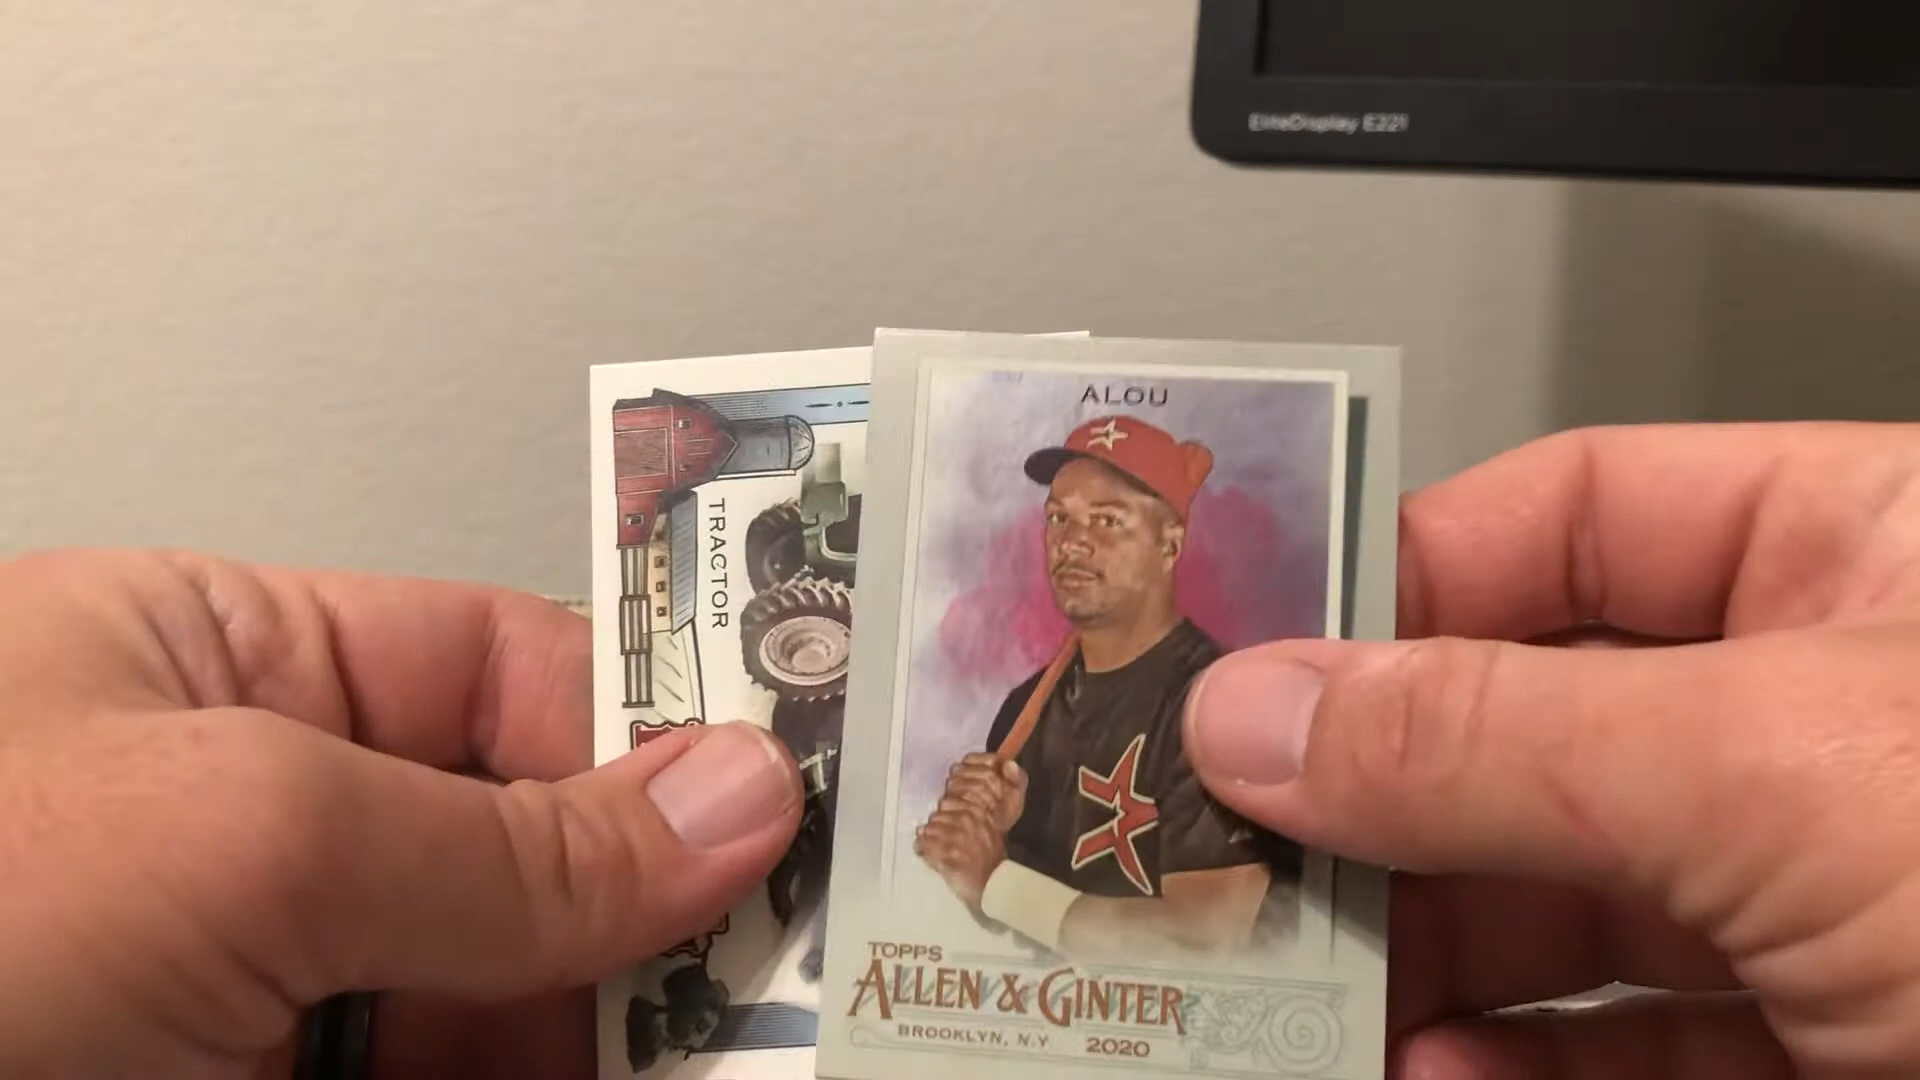 EliteDisplay E221
ALOU
TRACTOR
TOPPS
ALLEN & GINTER
BROOKLYN, N.Y.
2020